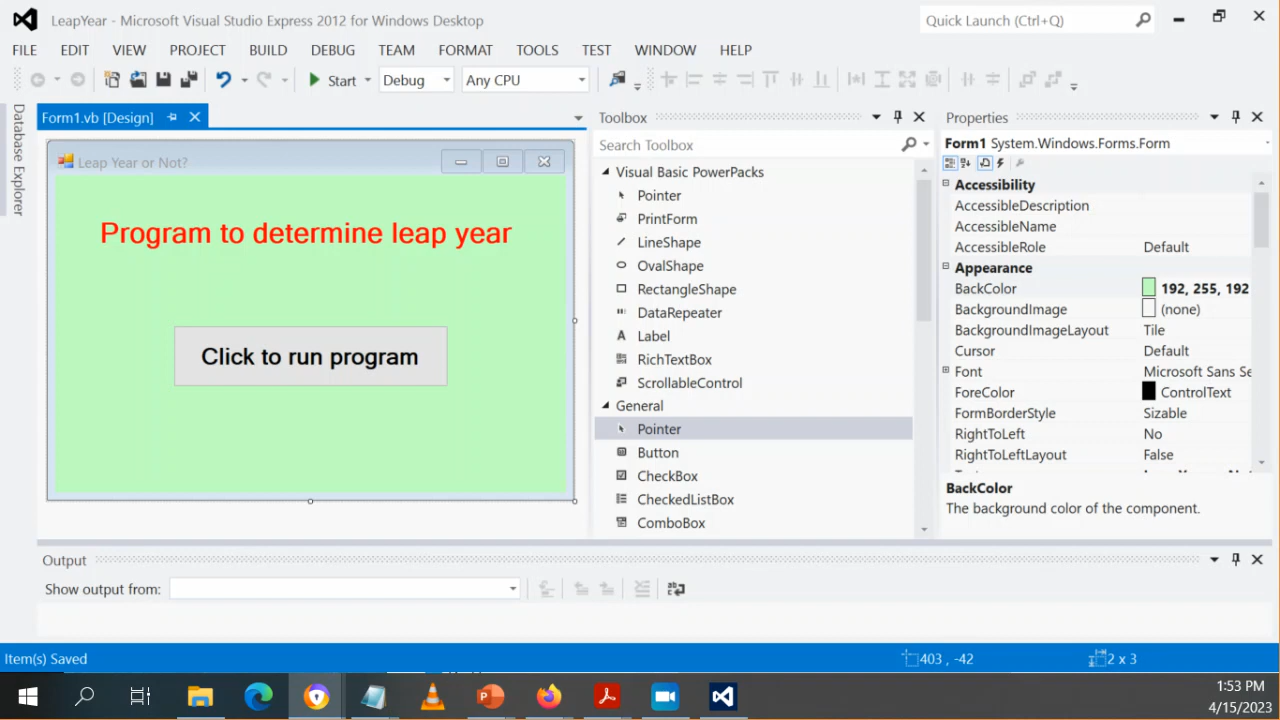 LeapYear - Microsoft Visual Studio Express 2012 for Windows Desktop
Quick Launch (Ctrl+Q)
FILE EDIT VIEW PROJECT BUILD DEBUG TEAM FORMAT TOOLS TEST WINDOW HELP
Start Debug Any CPU
Database Explorer
Form1.vb [Design]
Leap Year or Not?
Program to determine leap year
Click to run program
Toolbox
Search Toolbox
Visual Basic PowerPacks
Pointer
PrintForm
LineShape
OvalShape
RectangleShape
DataRepeater
Label
RichTextBox
ScrollableControl
General
Pointer
Button
CheckBox
CheckedListBox
ComboBox
Properties
Form1 System.Windows.Forms.Form
Accessibility
AccessibleDescription
AccessibleName
AccessibleRole Default
Appearance
BackColor 192, 255, 192
BackgroundImage (none)
BackgroundImageLayout Tile
Cursor Default
Font Microsoft Sans Se
ForeColor ControlText
FormBorderStyle Sizable
RightToLeft No
RightToLeftLayout False
BackColor
The background color of the component.
Output
Show output from:
Item(s) Saved
403 , -42
2 x 3
1:53 PM
4/15/2023